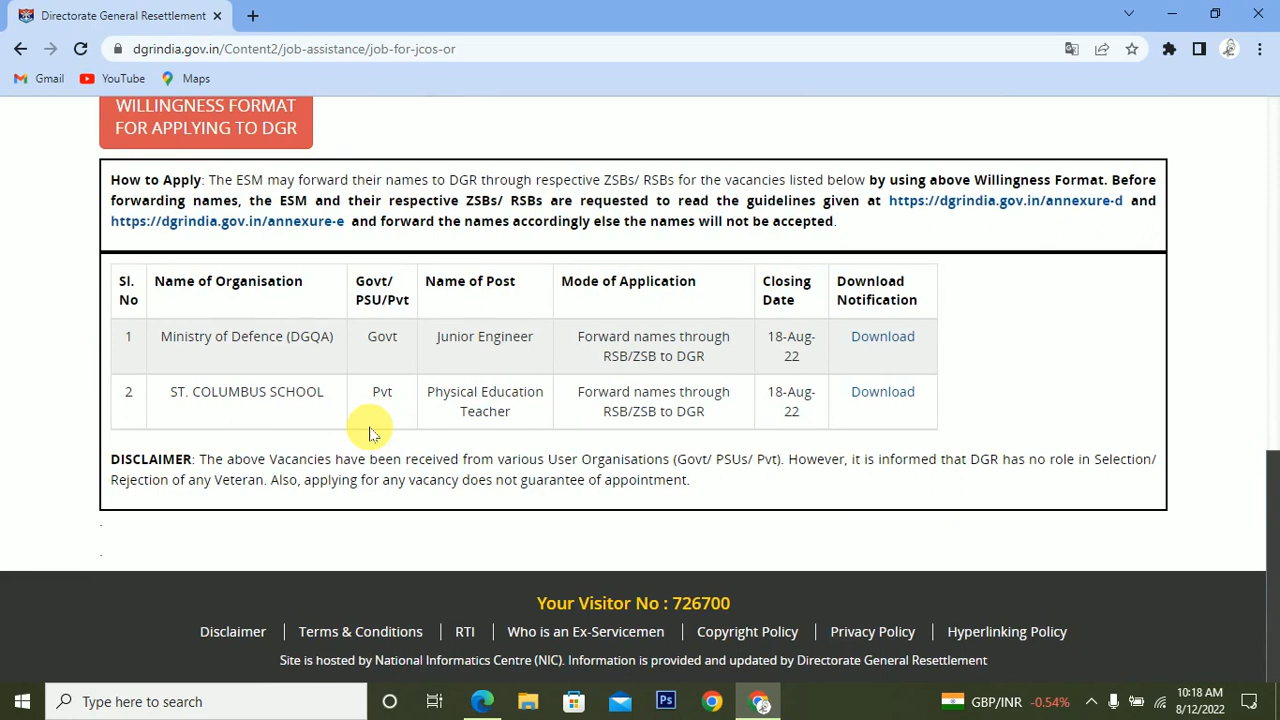 Directorate General Resettlement
dgrindia.gov.in/Content2/job-assistance/job-for-jcos-or
Gmail YouTube Maps
WILLINGNESS FORMAT
FOR APPLYING TO DGR
How to Apply: The ESM may forward their names to DGR through respective ZSBs/ RSBs for the vacancies listed below by using above Willingness Format. Before
forwarding names, the ESM and their respective ZSBs/ RSBs are requested to read the guidelines given at https://dgrindia.gov.in/annexure-d and
https://dgrindia.gov.in/annexure-e and forward the names accordingly else the names will not be accepted.
Sl. No Name of Organisation Govt/ PSU/Pvt Name of Post Mode of Application Closing Date Download Notification
1 Ministry of Defence (DGQA) Govt Junior Engineer Forward names through RSB/ZSB to DGR 18-Aug-22 Download
2 ST. COLUMBUS SCHOOL Pvt Physical Education Teacher Forward names through RSB/ZSB to DGR 18-Aug-22 Download
DISCLAIMER: The above Vacancies have been received from various User Organisations (Govt/ PSUs/ Pvt). However, it is informed that DGR has no role in Selection/
Rejection of any Veteran. Also, applying for any vacancy does not guarantee of appointment.
.
.
Your Visitor No : 726700
Disclaimer Terms & Conditions RTI Who is an Ex-Servicemen Copyright Policy Privacy Policy Hyperlinking Policy
Site is hosted by National Informatics Centre (NIC). Information is provided and updated by Directorate General Resettlement
Type here to search
Ps
GBP/INR -0.54%
10:18 AM
8/12/2022